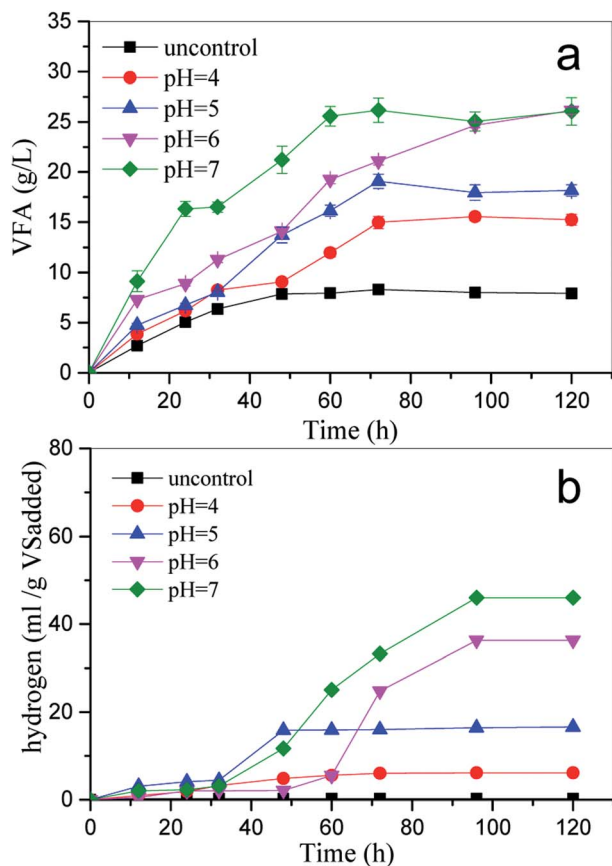 a
35
30
25
20
15
10
5
0
VFA (g/L)
uncontrol
pH=4
pH=5
pH=6
pH=7
0 20 40 60 80 100 120
Time (h)
b
80
60
40
20
0
hydrogen (ml /g VSadded)
uncontrol
pH=4
pH=5
pH=6
pH=7
0 20 40 60 80 100 120
Time (h)